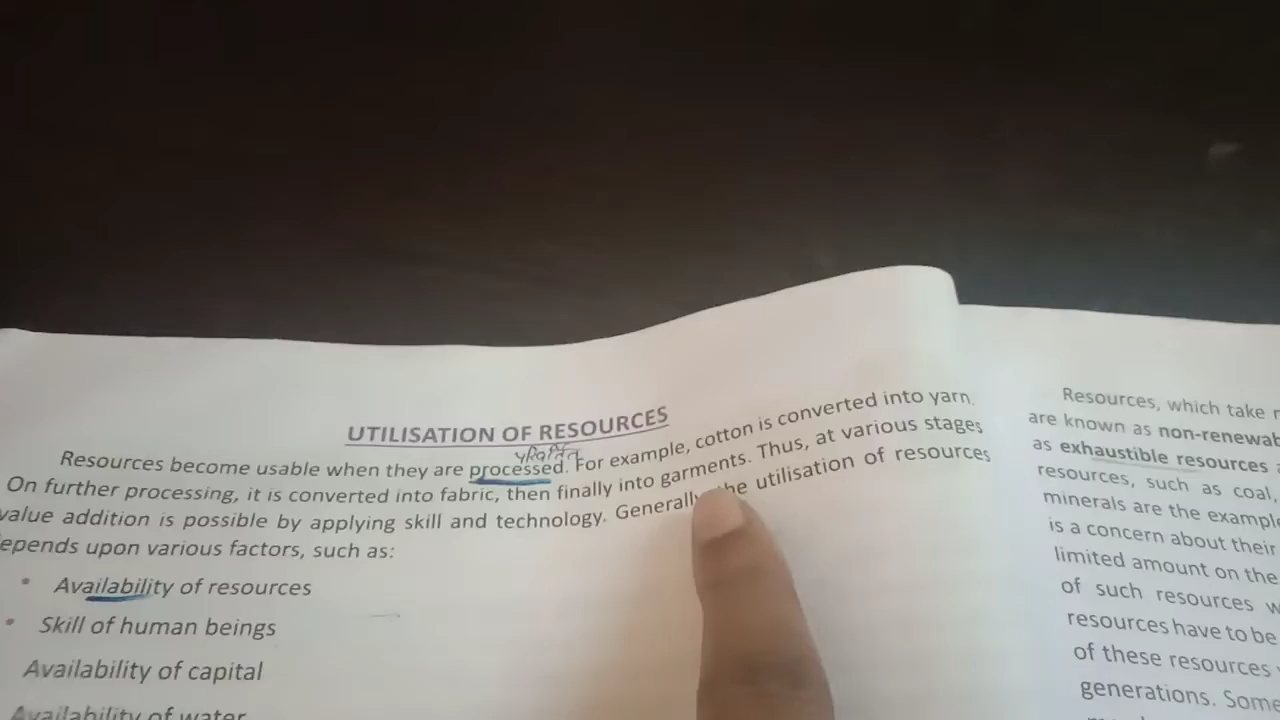 UTILISATION OF RESOURCES
Resources become usable when they are processed. For example, cotton is converted into yarn.
On further processing, it is converted into fabric, then finally into garments. Thus, at various stages
value addition is possible by applying skill and technology. Generally the utilisation of resources
epends upon various factors, such as:
• Availability of resources
• Skill of human beings
Availability of capital
Availability of water
Resources, which take
are known as non-renewab
as exhaustible resources
resources, such as coal,
minerals are the example
is a concern about their
limited amount on the
of such resources
resources have to be
of these resources
generations. Some